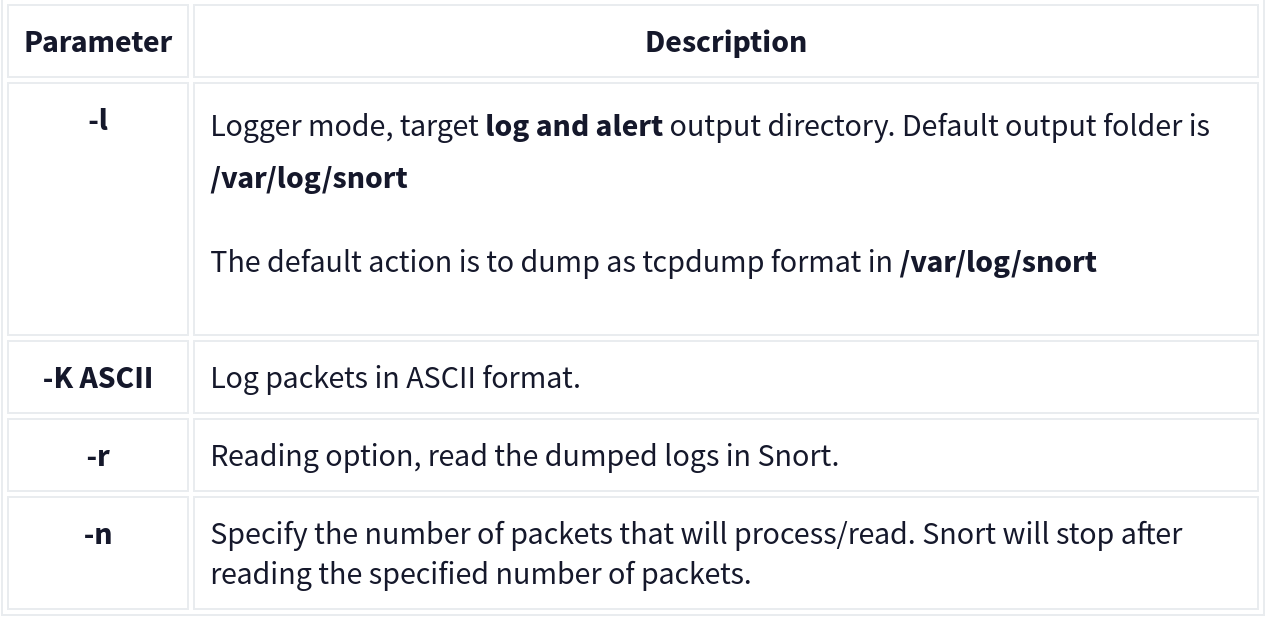 Parameter Description
-l Logger mode, target log and alert output directory. Default output folder is
/var/log/snort
The default action is to dump as tcpdump format in /var/log/snort
-K ASCII Log packets in ASCII format.
-r Reading option, read the dumped logs in Snort.
-n Specify the number of packets that will process/read. Snort will stop after
reading the specified number of packets.